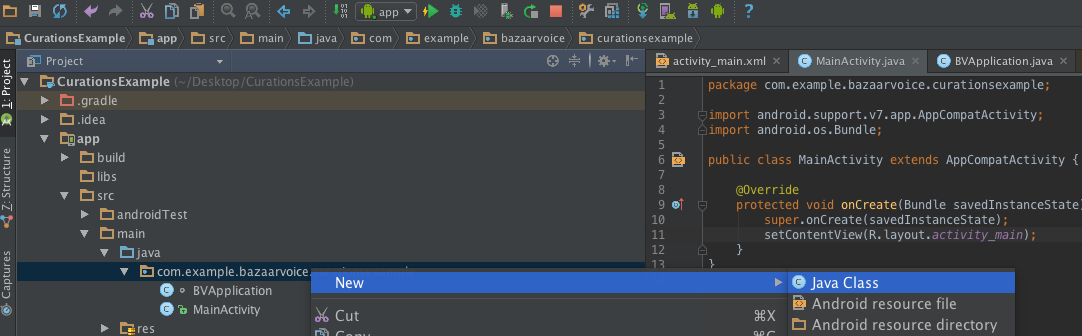 app
CurationsExample app src main java com example bazaarvoice curationsexample
1: Project
Z: Structure
Captures
Project
CurationsExample (~/Desktop/CurationsExample)
.gradle
.idea
app
build
libs
src
androidTest
main
java
com.example.bazaarvoice.
BVApplication
MainActivity
res
activity_main.xml MainActivity.java BVApplication.java
1 package com.example.bazaarvoice.curationsexample;
2
3 import android.support.v7.app.AppCompatActivity;
4 import android.os.Bundle;
5
6 public class MainActivity extends AppCompatActivity {
7
8 @Override
9 protected void onCreate(Bundle savedInstanceState)
10 super.onCreate(savedInstanceState);
11 setContentView(R.layout.activity_main);
12 }
13 }
New
Cut ⌘X
Copy ⌘C
Java Class
Android resource file
Android resource directory